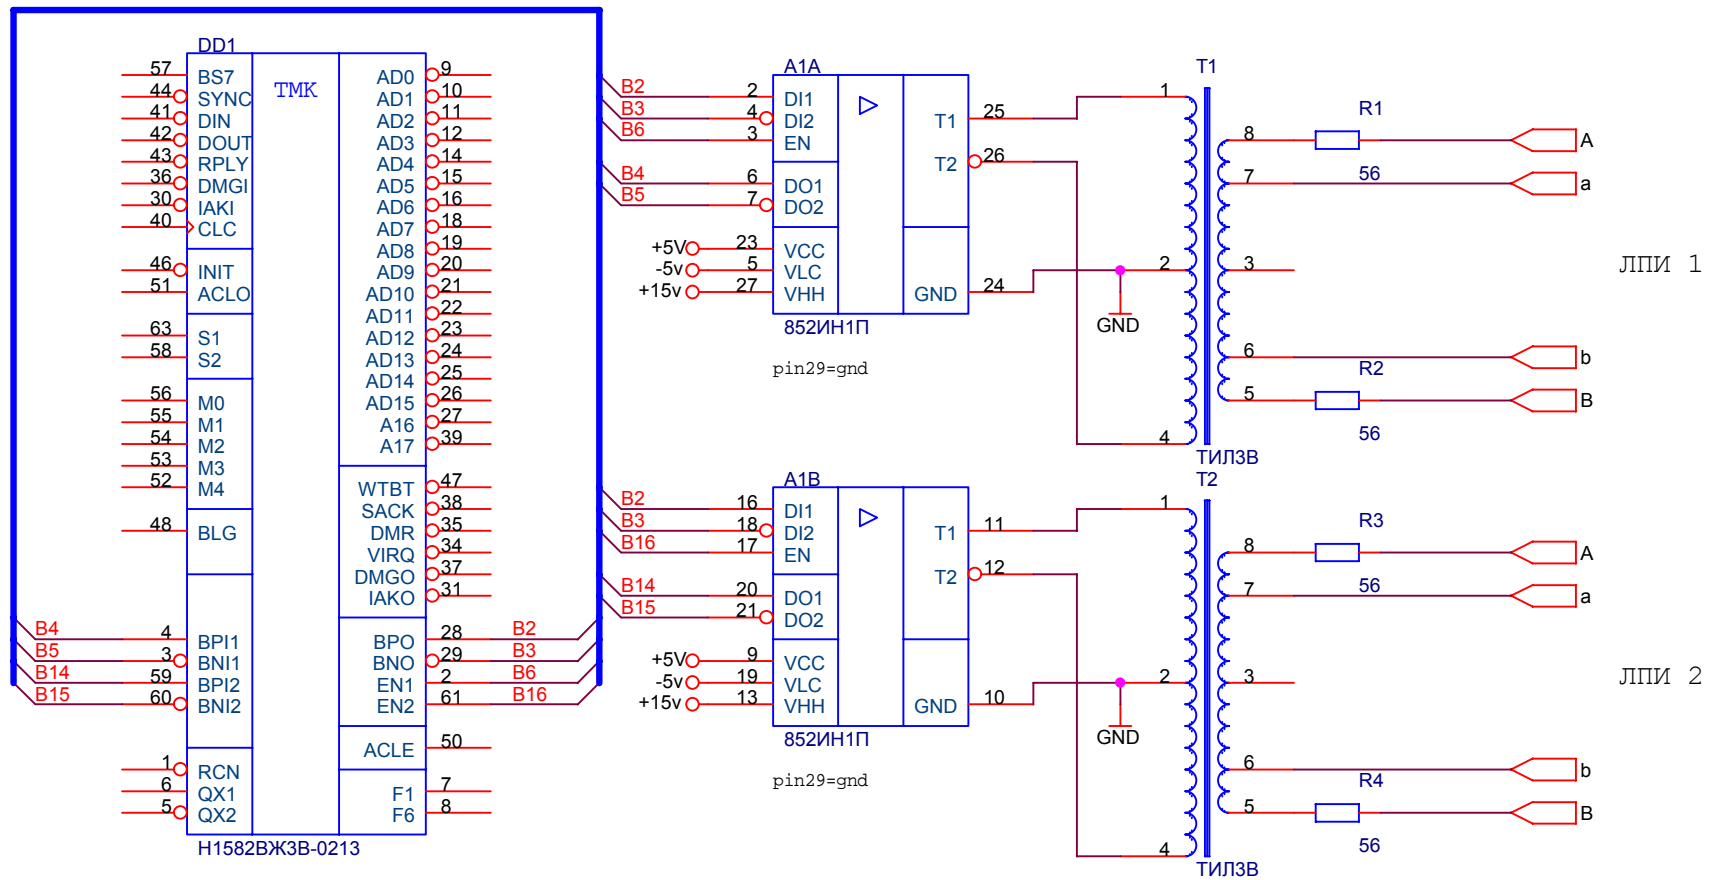 DD1
TMK
57 BS7
44 SYNC
41 DIN
42 DOUT
43 RPLY
36 DMGI
30 IAKI
40 CLC
46 INIT
51 ACLO
63 S1
58 S2
56 M0
55 M1
54 M2
53 M3
52 M4
48 BLG
B4 4 BPI1
B5 3 BNI1
B14 59 BPI2
B15 60 BNI2
1 RCN
6 QX1
5 QX2
AD0 9
AD1 10
AD2 11
AD3 12
AD4 14
AD5 15
AD6 16
AD7 18
AD8 19
AD9 20
AD10 21
AD11 22
AD12 23
AD13 24
AD14 25
AD15 26
A16 27
A17 39
WTBT 47
SACK 38
DMR 35
VIRQ 34
DMGO 37
IAKO 31
BPO 28 B2
BNO 29 B3
EN1 2 B6
EN2 61 B16
ACLE 50
F1 7
F6 8
Н1582ВЖ3В-0213
A1A
B2 2 DI1
B3 4 DI2
B6 3 EN
B4 6 DO1
B5 7 DO2
+5V 23 VCC
-5v 5 VLC
+15v 27 VHH
T1 25
T2 26
GND 24
852ИН1П
pin29=gnd
GND
T1
1
2
4
8
7
3
6
5
ТИЛ3В
R1
56
R2
56
A
a
b
B
ЛПИ 1
A1B
B2 16 DI1
B3 18 DI2
B16 17 EN
B14 20 DO1
B15 21 DO2
+5V 9 VCC
-5v 19 VLC
+15v 13 VHH
T1 11
T2 12
GND 10
852ИН1П
pin29=gnd
GND
T2
1
2
4
8
7
3
6
5
ТИЛ3В
R3
56
R4
56
A
a
b
B
ЛПИ 2